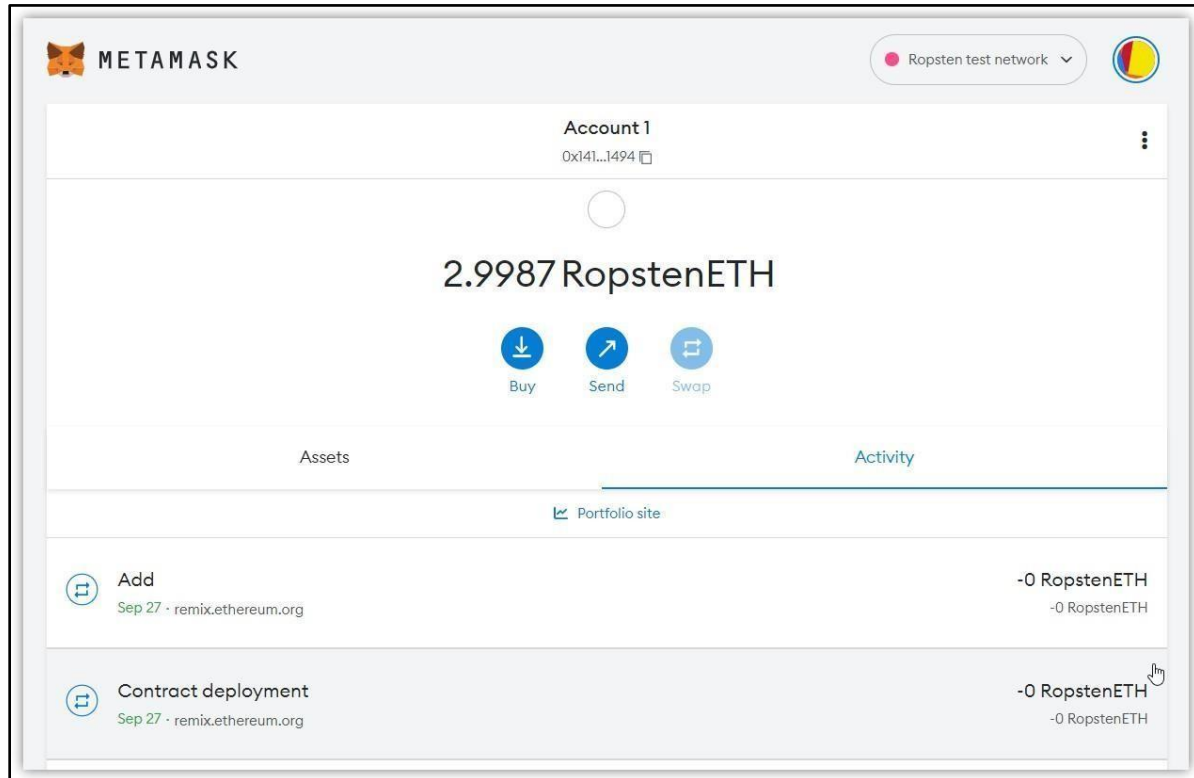 METAMASK
Ropsten test network
Account 1
0x141...1494
2.9987 RopstenETH
Buy Send Swap
Assets Activity
Portfolio site
Add -0 RopstenETH
Sep 27 · remix.ethereum.org -0 RopstenETH
Contract deployment -0 RopstenETH
Sep 27 · remix.ethereum.org -0 RopstenETH